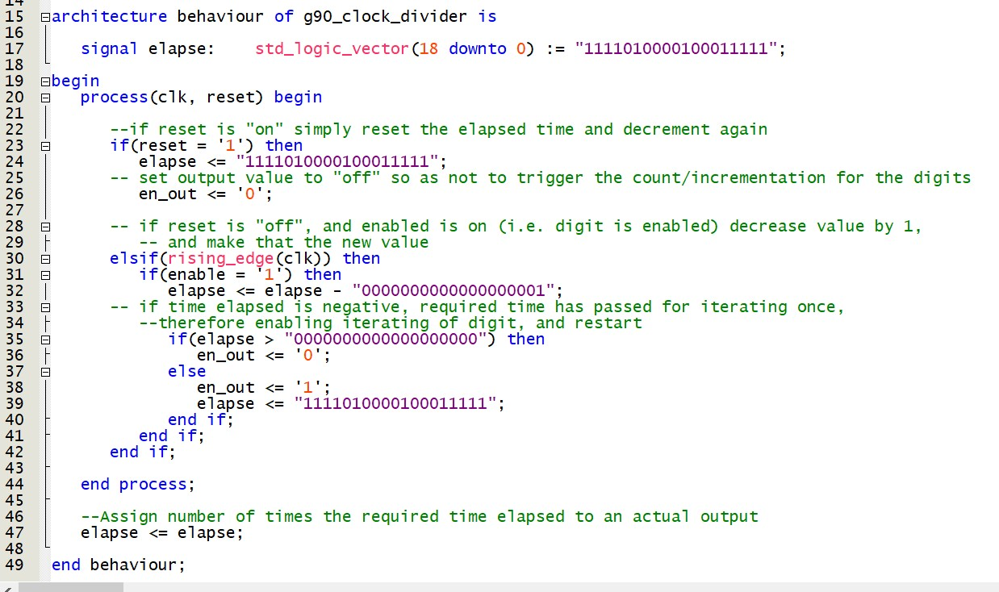 14
15 architecture behaviour of g90_clock_divider is
16
17 signal elapse: std_logic_vector(18 downto 0) := "1111010000100011111";
18
19 begin
20 process(clk, reset) begin
21
22 --if reset is "on" simply reset the elapsed time and decrement again
23 if(reset = '1') then
24 elapse <= "1111010000100011111";
25 -- set output value to "off" so as not to trigger the count/incrementation for the digits
26 en_out <= '0';
27
28 -- if reset is "off", and enabled is on (i.e. digit is enabled) decrease value by 1,
29 -- and make that the new value
30 elsif(rising_edge(clk)) then
31 if(enable = '1') then
32 elapse <= elapse - "0000000000000000001";
33 -- if time elapsed is negative, required time has passed for iterating once,
34 --therefore enabling iterating of digit, and restart
35 if(elapse > "0000000000000000000") then
36 en_out <= '0';
37 else
38 en_out <= '1';
39 elapse <= "1111010000100011111";
40 end if;
41 end if;
42 end if;
43
44 end process;
45
46 --Assign number of times the required time elapsed to an actual output
47 elapse <= elapse;
48
49 end behaviour;